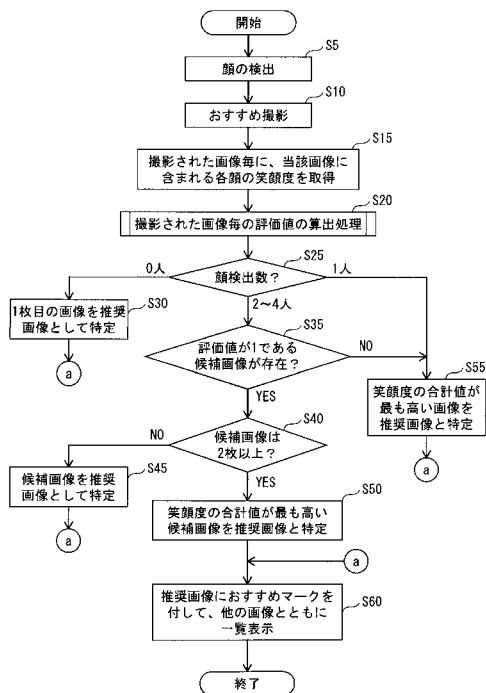 開始
S5
顔の検出
S10
おすすめ撮影
S15
撮影された画像毎に、当該画像に
含まれる各顔の笑顔度を取得
S20
撮影された画像毎の評価値の算出処理
S25
顔検出数?
0人
1人
2～4人
S30
1枚目の画像を推奨
画像として特定
a
S35
評価値が1である
候補画像が存在?
NO
YES
S55
笑顔度の合計値が
最も高い画像を
推奨画像と特定
a
S40
候補画像は
2枚以上?
NO
YES
S45
候補画像を推奨
画像として特定
a
S50
笑顔度の合計値が最も高い
候補画像を推奨画像と特定
a
S60
推奨画像におすすめマークを
付して、他の画像とともに
一覧表示
終了